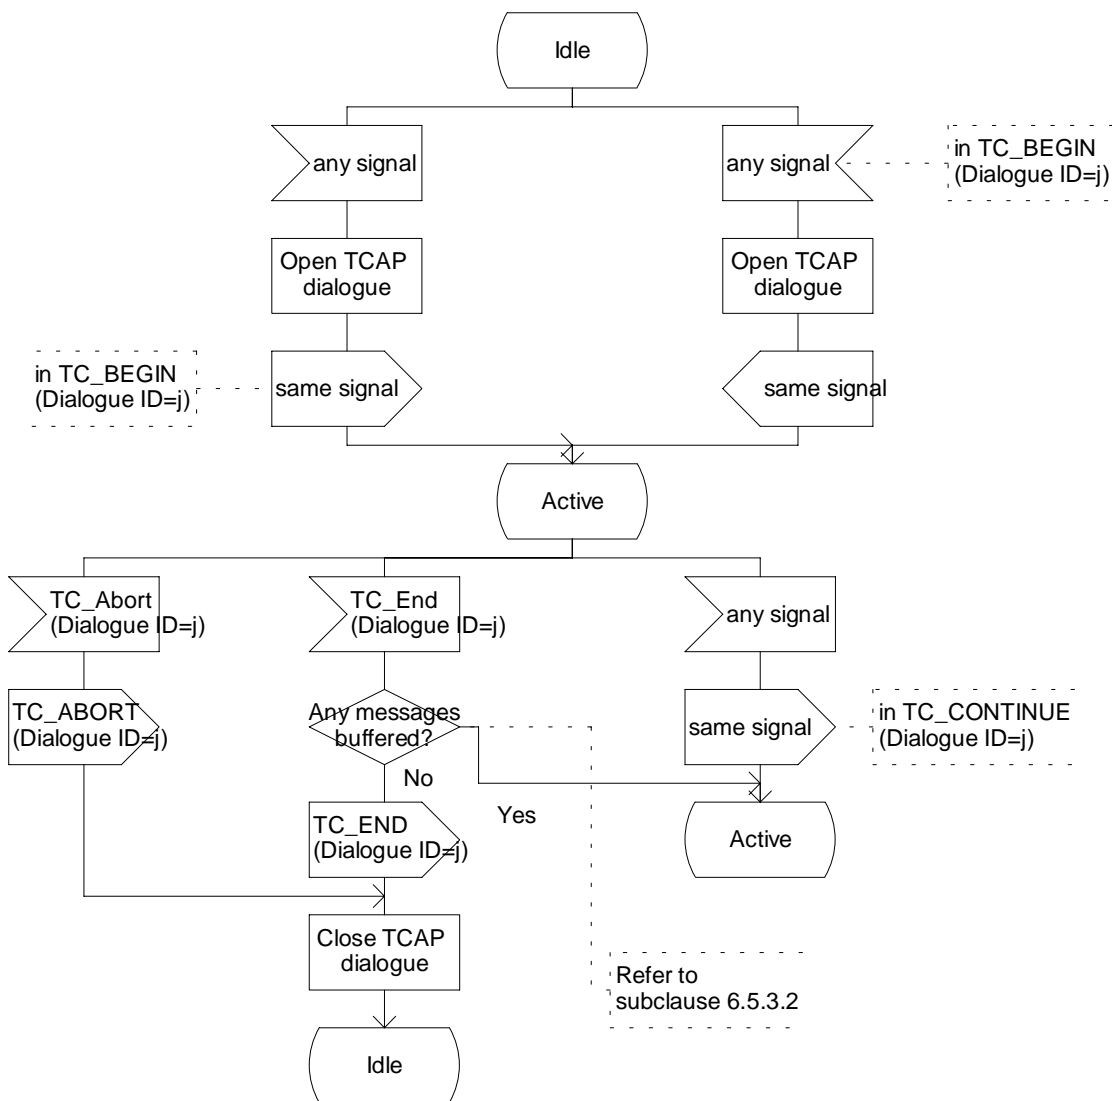 Idle
any signal
any signal
in TC_BEGIN
(Dialogue ID=j)
Open TCAP
dialogue
Open TCAP
dialogue
in TC_BEGIN
(Dialogue ID=j)
same signal
same signal
Active
TC_Abort
(Dialogue ID=j)
TC_End
(Dialogue ID=j)
any signal
TC_ABORT
(Dialogue ID=j)
Any messages
buffered?
same signal
in TC_CONTINUE
(Dialogue ID=j)
No
Yes
TC_END
(Dialogue ID=j)
Active
Close TCAP
dialogue
Refer to
subclause 6.5.3.2
Idle